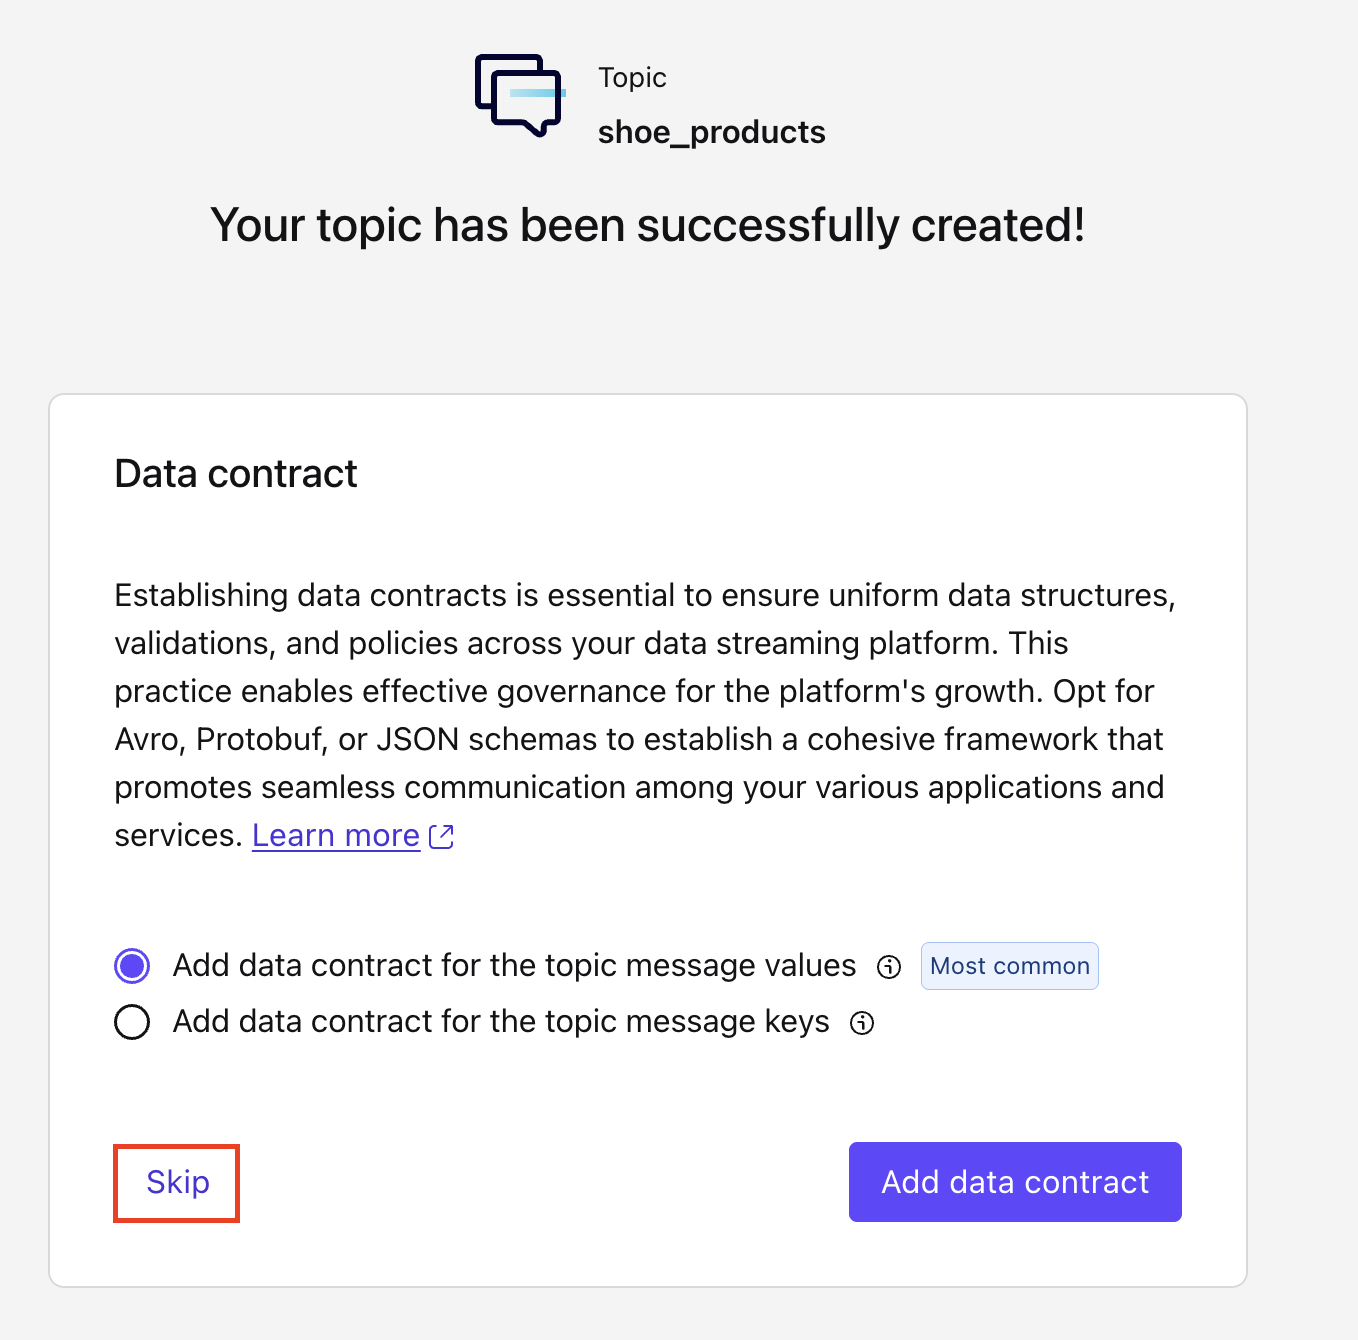 Topic
shoe_products
Your topic has been successfully created!
Data contract
Establishing data contracts is essential to ensure uniform data structures,
validations, and policies across your data streaming platform. This
practice enables effective governance for the platform's growth. Opt for
Avro, Protobuf, or JSON schemas to establish a cohesive framework that
promotes seamless communication among your various applications and
services. Learn more
Add data contract for the topic message values Most common
Add data contract for the topic message keys
Skip Add data contract